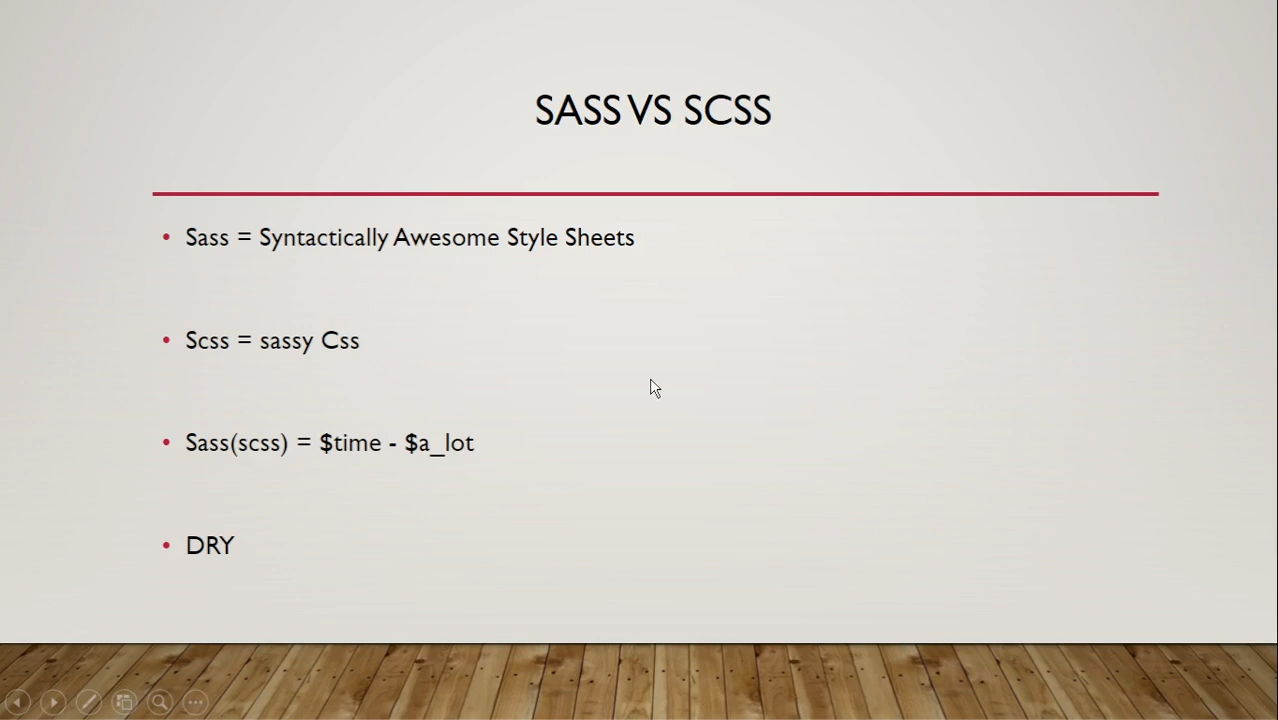 SASS VS SCSS
• Sass = Syntactically Awesome Style Sheets
• Scss = sassy Css
• Sass(scss) = $time - $a_lot
• DRY